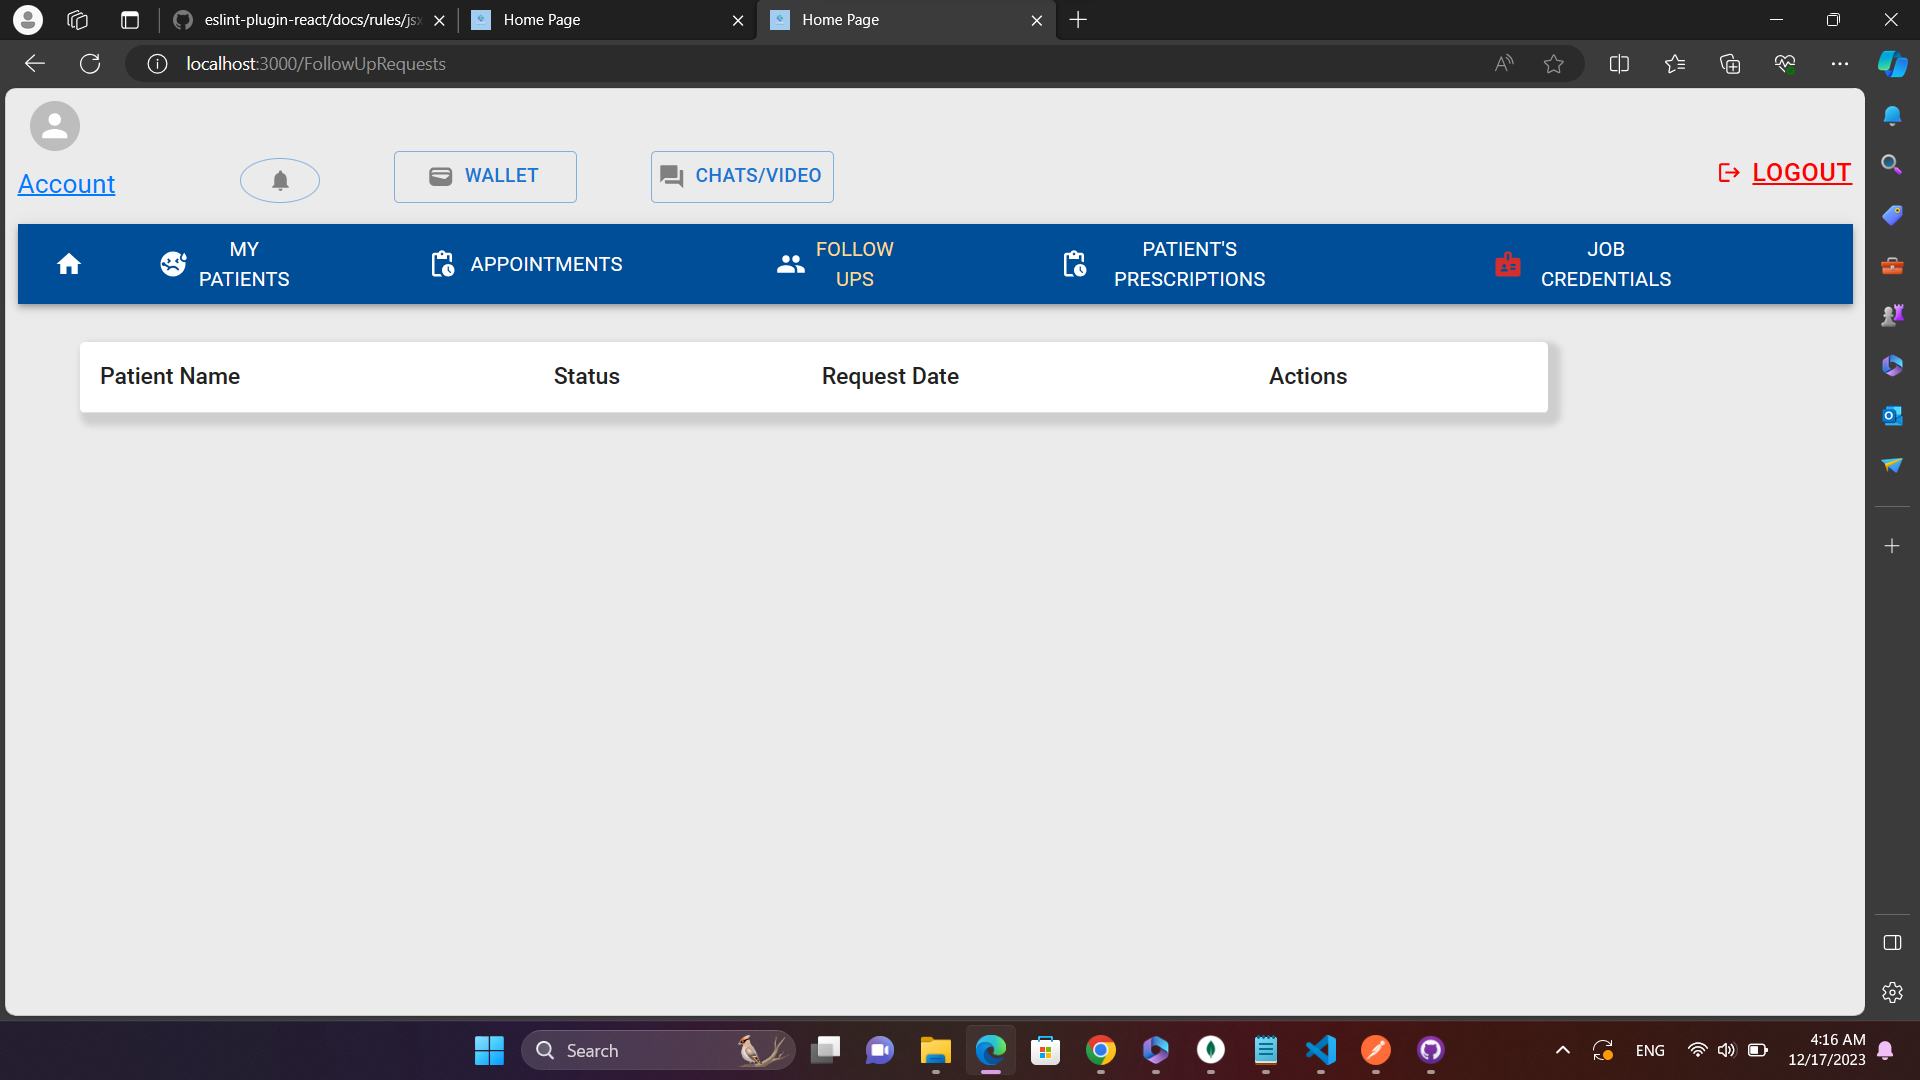 eslint-plugin-react/docs/rules/jsx
Home Page
Home Page
localhost:3000/FollowUpRequests
Account
WALLET
CHATS/VIDEO
LOGOUT
MY
PATIENTS
APPOINTMENTS
FOLLOW
UPS
PATIENT'S
PRESCRIPTIONS
JOB
CREDENTIALS
Patient Name
Status
Request Date
Actions
Search
ENG
4:16 AM
12/17/2023